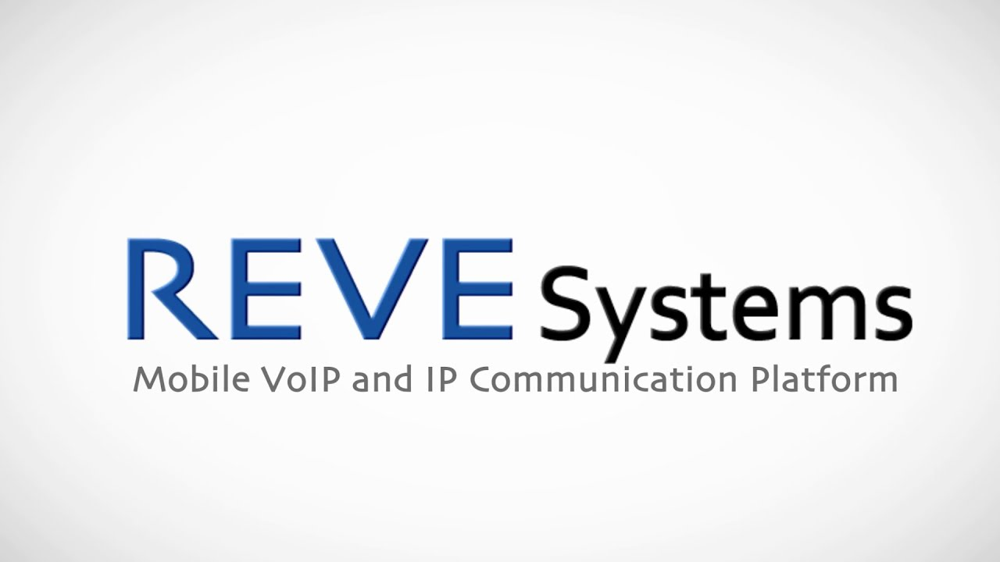 REVE Systems
Mobile VoIP and IP Communication Platform